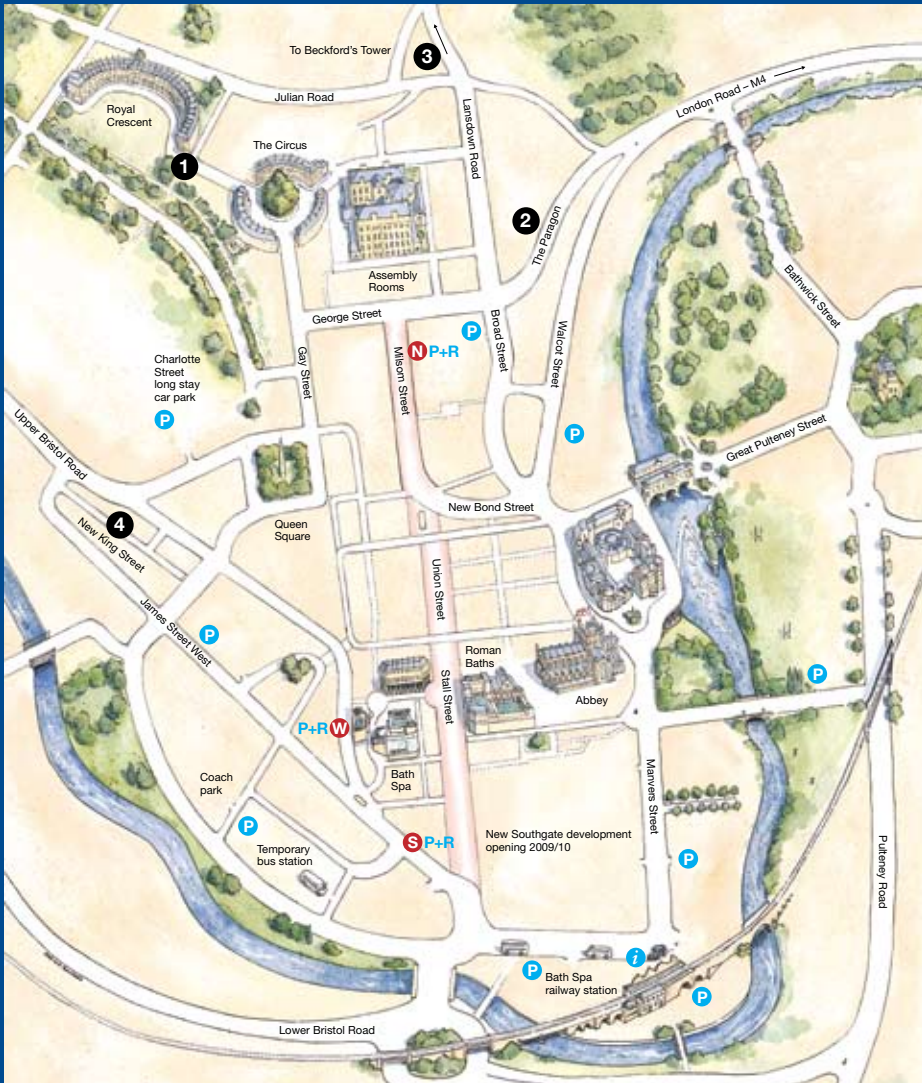 To Beckford's Tower
3
London Road – M4
Julian Road
Royal
Crescent
Lansdown Road
The Circus
1
2
The Paragon
Assembly
Rooms
Bathwick Street
George Street
P
Broad Street
Walcot Street
N P+R
Milsom Street
Gay Street
Charlotte
Street
long stay
car park
P
Upper Bristol Road
P
Great Pulteney Street
New Bond Street
4
New King Street
Queen
Square
Union Street
James Street West
P
Roman
Baths
Stall Street
P
Abbey
P+R W
Manvers Street
Coach
park
Bath
Spa
P
Temporary
bus station
S P+R
New Southgate development
opening 2009/10
P
Pulteney Road
P
i
Bath Spa
railway station
P
Lower Bristol Road